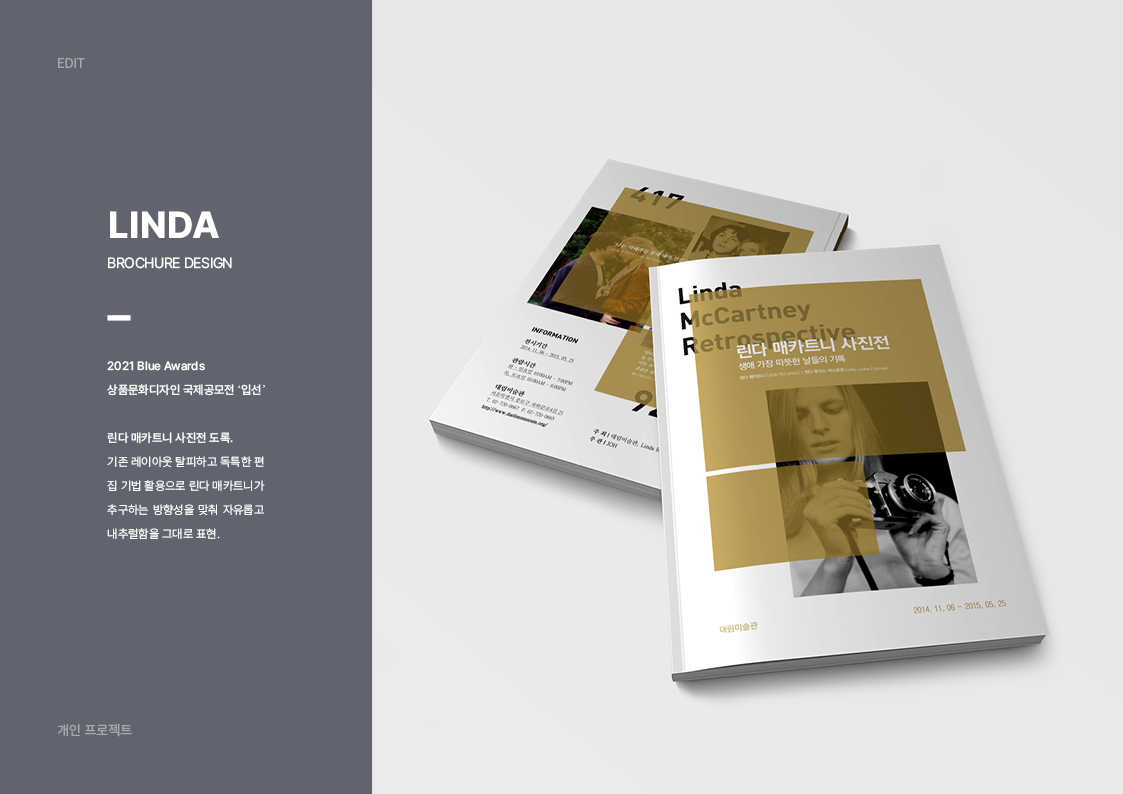 EDIT
LINDA
BROCHURE DESIGN
2021 Blue Awards
상품문화디자인 국제공모전 ‘입선’
린다 매카트니 사진전 도록.
기존 레이아웃 탈피하고 독특한 편
집 기법 활용으로 린다 매카트니가
추구하는 방향성을 맞춰 자유롭고
내추럴함을 그대로 표현.
개인 프로젝트
417
INFORMATION
전시기간
2014. 11. 06 - 2015. 05. 25
관람시간
대림미술관
http://www.daelimmuseum.org/
주 최 | 대림미술관, Linda
주 관 | JOH
Linda
McCartney
Retrospective
린다 매카트니 사진전
생애 가장 따뜻한 날들의 기록
2014. 11. 06 - 2015. 05. 25
대림미술관